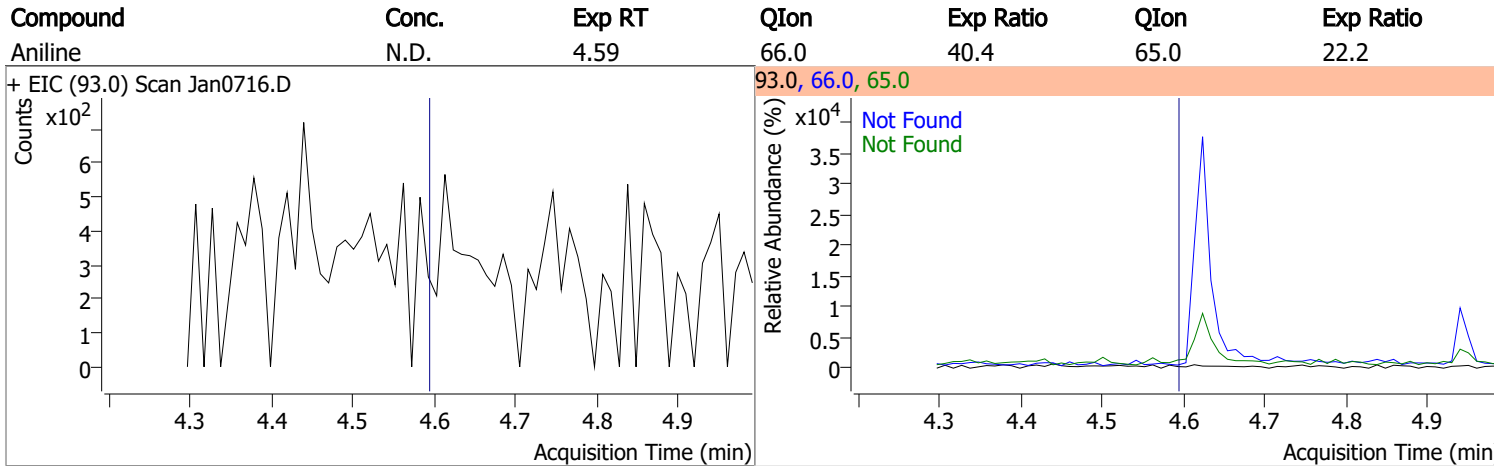 Compound Conc. Exp RT QIon Exp Ratio QIon Exp Ratio
Aniline N.D. 4.59 66.0 40.4 65.0 22.2
+ EIC (93.0) Scan Jan0716.D
Counts
x10²
6
5
4
3
2
1
0
4.3 4.4 4.5 4.6 4.7 4.8 4.9
Acquisition Time (min)
93.0, 66.0, 65.0
Relative Abundance (%)
x10⁴
Not Found
Not Found
3.5
3
2.5
2
1.5
1
0.5
0
4.3 4.4 4.5 4.6 4.7 4.8 4.9
Acquisition Time (min